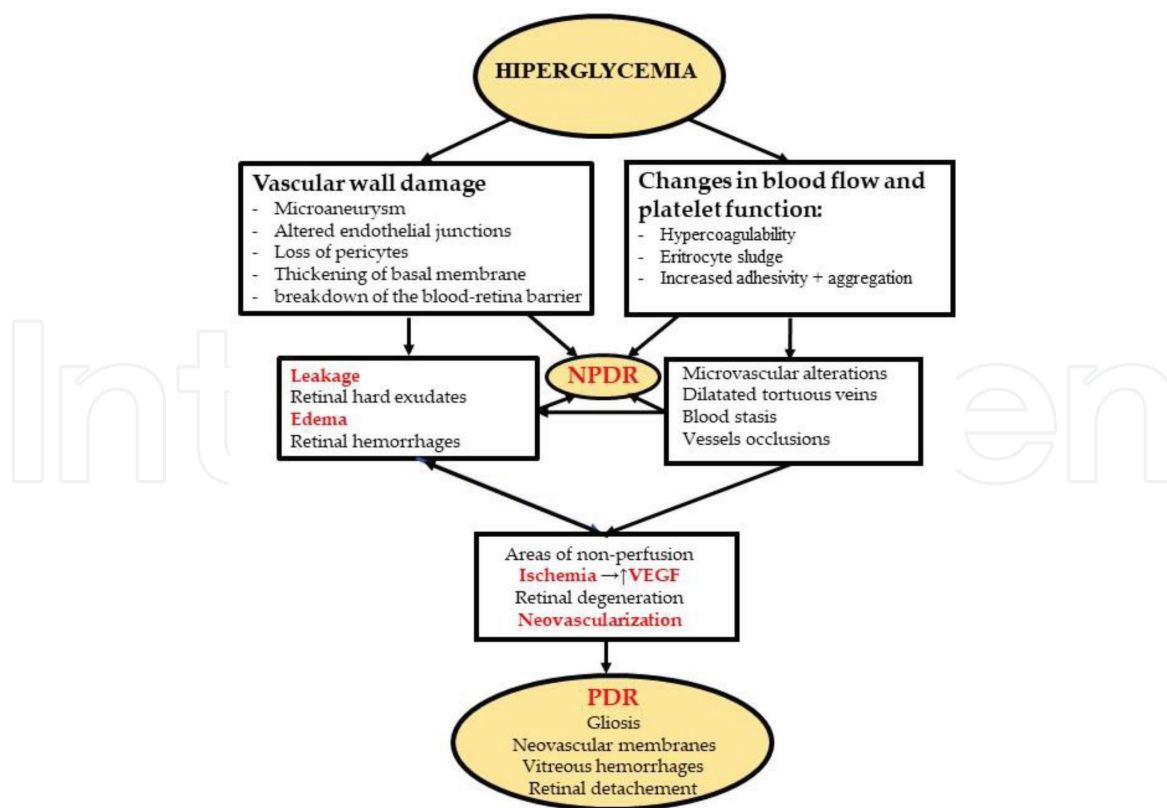 HIPERGLYCEMIA
Vascular wall damage
- Microaneurysm
- Altered endothelial junctions
- Loss of pericytes
- Thickening of basal membrane
- breakdown of the blood-retina barrier
Changes in blood flow and
platelet function:
- Hypercoagulability
- Eritrocyte sludge
- Increased adhesivity + aggregation
Leakage
Retinal hard exudates
Edema
Retinal hemorrhages
NPDR
Microvascular alterations
Dilatated tortuous veins
Blood stasis
Vessels occlusions
Areas of non-perfusion
Ischemia →↑VEGF
Retinal degeneration
Neovascularization
PDR
Gliosis
Neovascular membranes
Vitreous hemorrhages
Retinal detachement